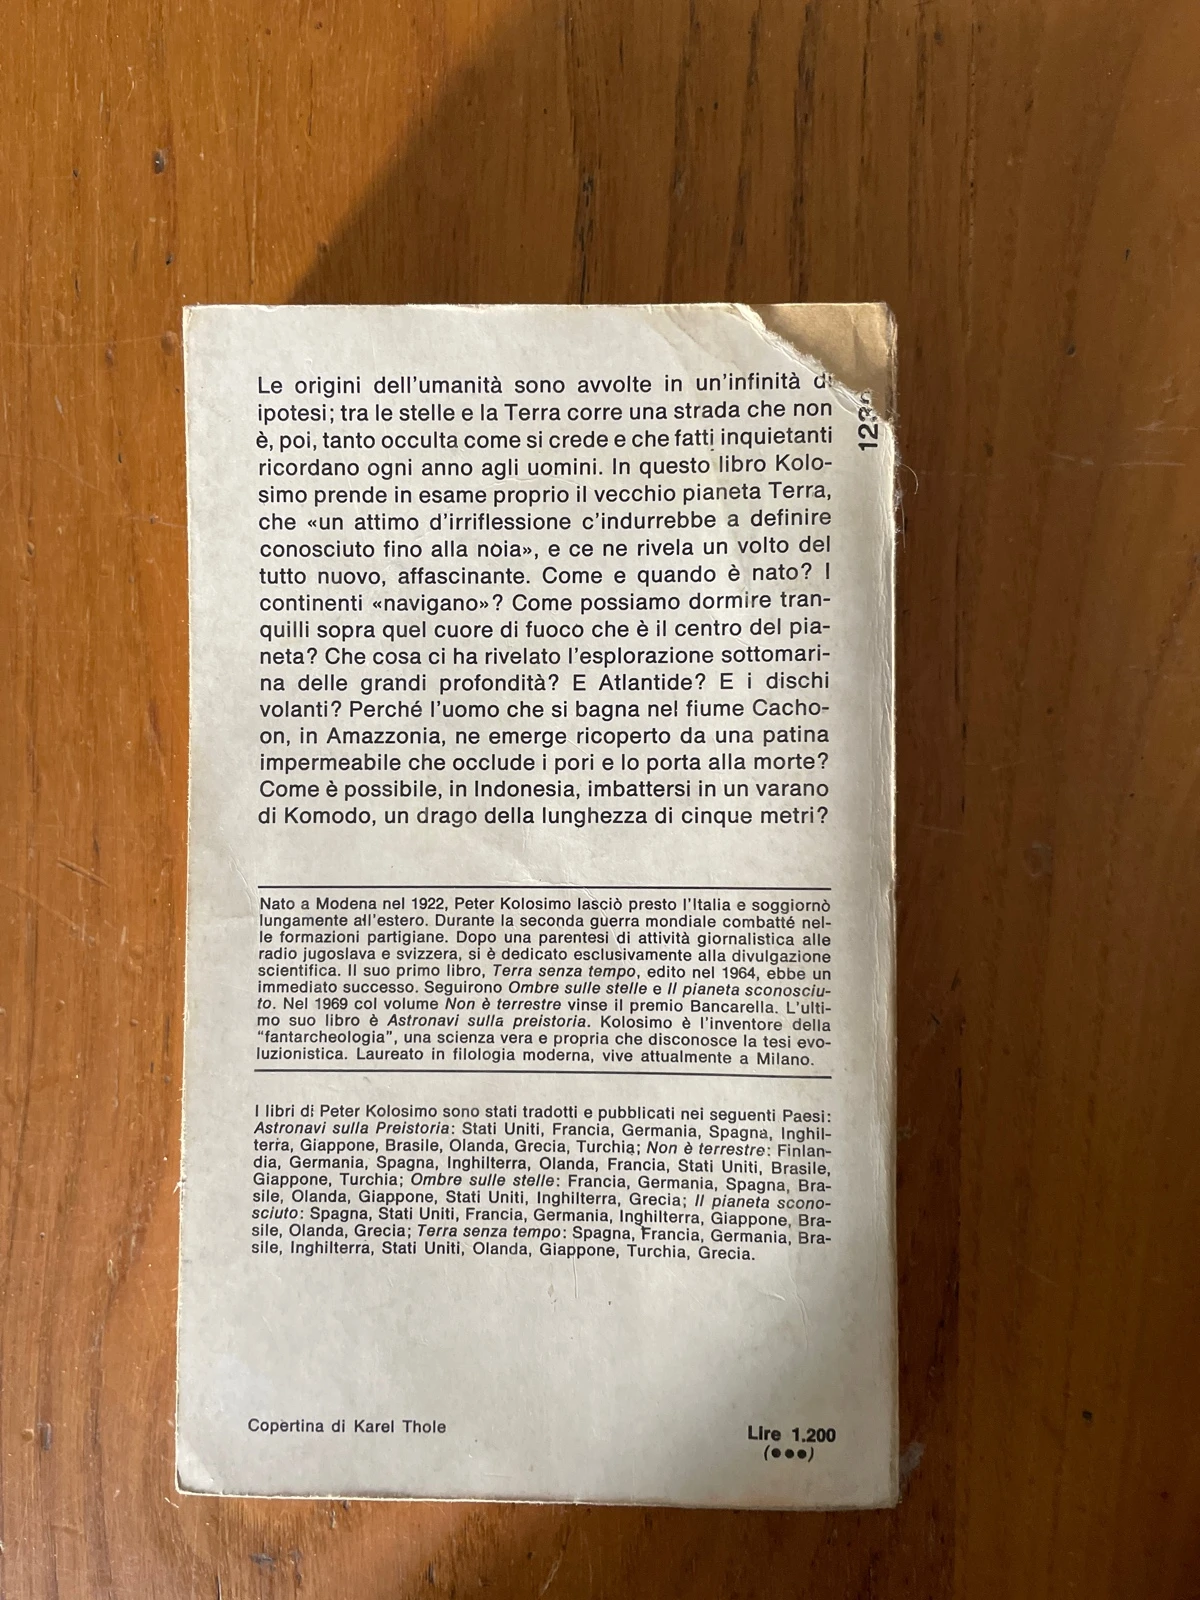 Le origini dell'umanità sono avvolte in un'infinità di
ipotesi; tra le stelle e la Terra corre una strada che non
è, poi, tanto occulta come si crede e che fatti inquietanti
ricordano ogni anno agli uomini. In questo libro Kolo-
simo prende in esame proprio il vecchio pianeta Terra,
che «un attimo d'irriflessione c'indurrebbe a definire
conosciuto fino alla noia», e ce ne rivela un volto del
tutto nuovo, affascinante. Come e quando è nato? I
continenti «navigano»? Come possiamo dormire tran-
quilli sopra quel cuore di fuoco che è il centro del pia-
neta? Che cosa ci ha rivelato l'esplorazione sottomari-
na delle grandi profondità? E Atlantide? E i dischi
volanti? Perché l'uomo che si bagna nel fiume Cacho-
on, in Amazzonia, ne emerge ricoperto da una patina
impermeabile che occlude i pori e lo porta alla morte?
Come è possibile, in Indonesia, imbattersi in un varano
di Komodo, un drago della lunghezza di cinque metri?
Nato a Modena nel 1922, Peter Kolosimo lasciò presto l'Italia e soggiornò
lungamente all'estero. Durante la seconda guerra mondiale combatté nel-
le formazioni partigiane. Dopo una parentesi di attività giornalistica alle
radio jugoslava e svizzera, si è dedicato esclusivamente alla divulgazione
scientifica. Il suo primo libro, Terra senza tempo, edito nel 1964, ebbe un
immediato successo. Seguirono Ombre sulle stelle e Il pianeta sconosciu-
to. Nel 1969 col volume Non è terrestre vinse il premio Bancarella. L'ulti-
mo suo libro è Astronavi sulla preistoria. Kolosimo è l'inventore della
"fantarcheologia", una scienza vera e propria che disconosce la tesi evo-
luzionistica. Laureato in filologia moderna, vive attualmente a Milano.
I libri di Peter Kolosimo sono stati tradotti e pubblicati nei seguenti Paesi:
Astronavi sulla Preistoria: Stati Uniti, Francia, Germania, Spagna, Inghil-
terra, Giappone, Brasile, Olanda, Grecia, Turchia; Non è terrestre: Finlan-
dia, Germania, Spagna, Inghilterra, Olanda, Francia, Stati Uniti, Brasile,
Giappone, Turchia; Ombre sulle stelle: Francia, Germania, Spagna, Bra-
sile, Olanda, Giappone, Stati Uniti, Inghilterra, Grecia; Il pianeta scono-
sciuto: Spagna, Stati Uniti, Francia, Germania, Inghilterra, Giappone, Bra-
sile, Olanda, Grecia; Terra senza tempo: Spagna, Francia, Germania, Bra-
sile, Inghilterra, Stati Uniti, Olanda, Giappone, Turchia, Grecia.
Copertina di Karel Thole
Lire 1.200
(●●●)